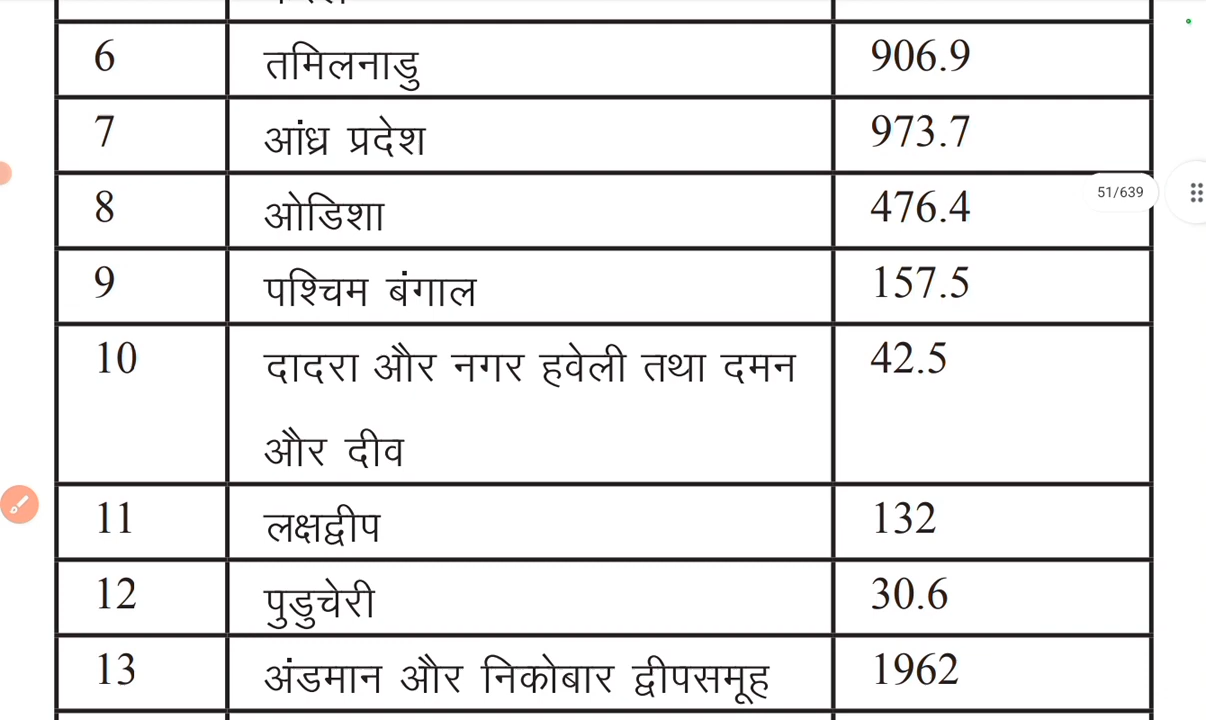 6 तमिलनाडु 906.9
7 आंध्र प्रदेश 973.7
8 ओडिशा 476.4
51/639
9 पश्चिम बंगाल 157.5
10 दादरा और नगर हवेली तथा दमन 42.5
और दीव
11 लक्षद्वीप 132
12 पुडुचेरी 30.6
13 अंडमान और निकोबार द्वीपसमूह 1962